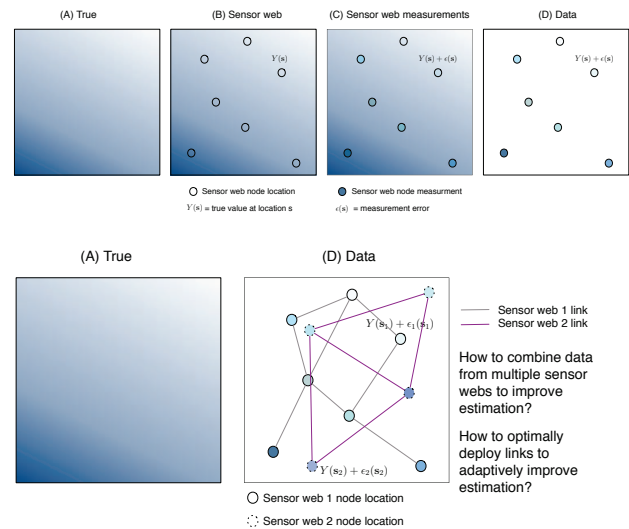 (A) True
(B) Sensor web
(C) Sensor web measurements
(D) Data
Y(s)
Y(s) + ϵ(s)
Y(s) + ϵ(s)
Sensor web node location
Sensor web node measurment
Y(s) = true value at location s
ϵ(s) = measurement error
(A) True
(D) Data
Y(s₁) + ϵ₁(s₁)
Y(s₂) + ϵ₂(s₂)
Sensor web 1 link
Sensor web 2 link
How to combine data
from multiple sensor
webs to improve
estimation?
How to optimally
deploy links to
adaptively improve
estimation?
Sensor web 1 node location
Sensor web 2 node location